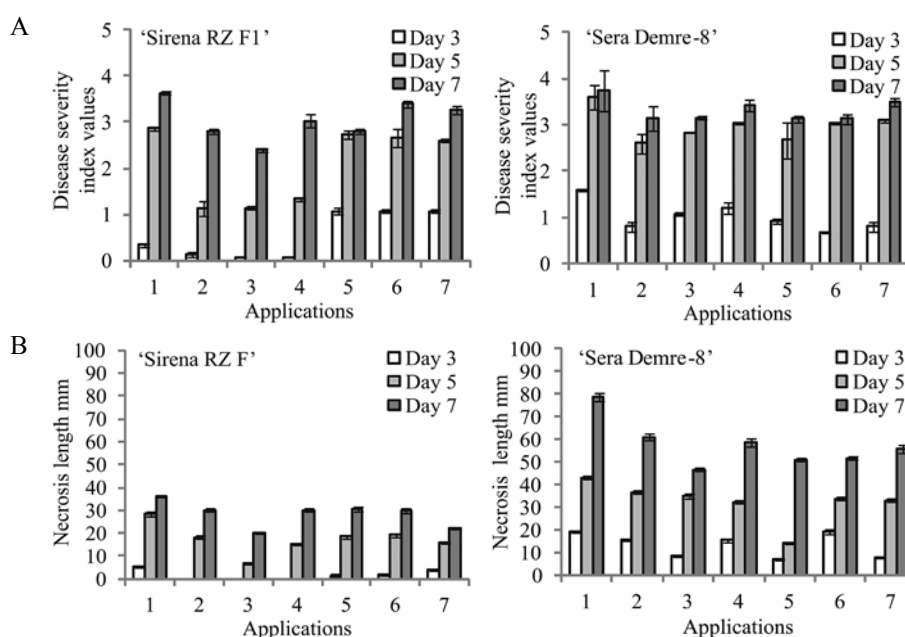 A
‘Sirena RZ F1’
Day 3
Day 5
Day 7
Disease severity
index values
5
4
3
2
1
0
1 2 3 4 5 6 7
Applications
‘Sera Demre-8’
Day 3
Day 5
Day 7
Disease severity
index values
5
4
3
2
1
0
1 2 3 4 5 6 7
Applications
B
‘Sirena RZ F’
Day 3
Day 5
Day 7
Necrosis length mm
100
90
80
70
60
50
40
30
20
10
0
1 2 3 4 5 6 7
Applications
‘Sera Demre-8’
Day 3
Day 5
Day 7
Necrosis length mm
100
90
80
70
60
50
40
30
20
10
0
1 2 3 4 5 6 7
Applications